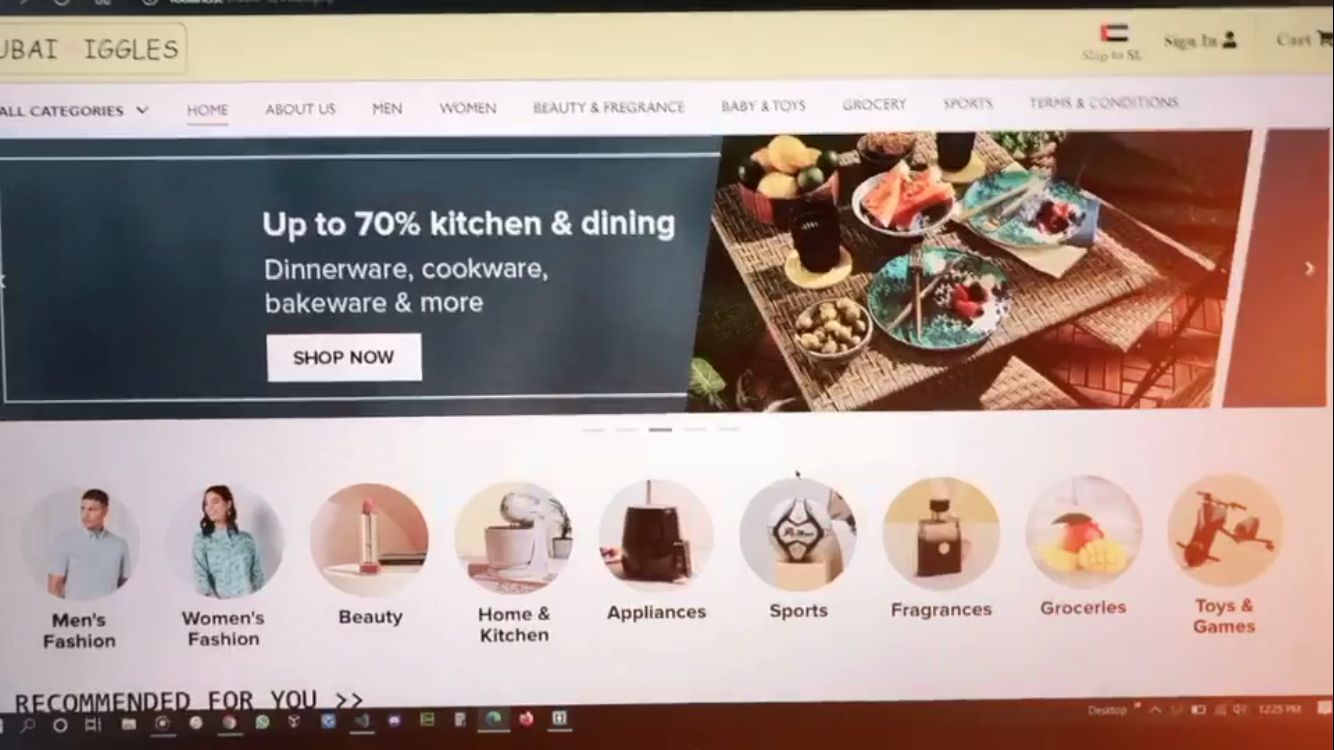 UBAI IGGLES
Ship to SL
Sign In
Cart
ALL CATEGORIES
HOME
ABOUT US
MEN
WOMEN
BEAUTY & FREGRANCE
BABY & TOYS
GROCERY
SPORTS
TERMS & CONDITIONS
Up to 70% kitchen & dining
Dinnerware, cookware,
bakeware & more
SHOP NOW
Men's
Fashion
Women's
Fashion
Beauty
Home &
Kitchen
Appliances
Sports
Fragrances
Groceries
Toys &
Games
RECOMMENDED FOR YOU >>
Desktop
12:25 PM